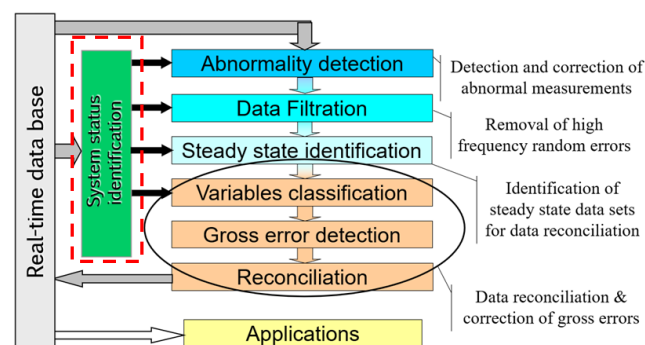 Real-time data base
System status
identification
Abnormality detection
Data Filtration
Steady state identification
Variables classification
Gross error detection
Reconciliation
Applications
Detection and correction of
abnormal measurements
Removal of high
frequency random errors
Identification of
steady state data sets
for data reconciliation
Data reconciliation &
correction of gross errors